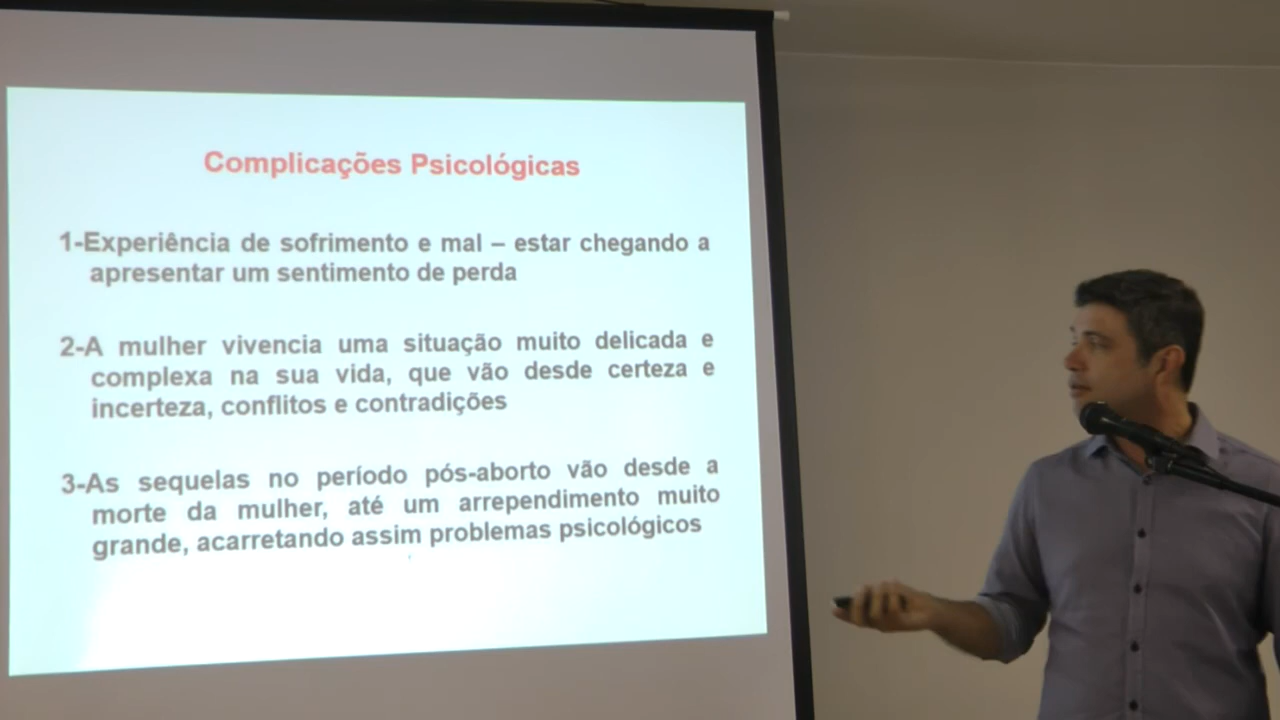 Complicações Psicológicas
1-Experiência de sofrimento e mal – estar chegando a
apresentar um sentimento de perda
2-A mulher vivencia uma situação muito delicada e
complexa na sua vida, que vão desde certeza e
incerteza, conflitos e contradições
3-As sequelas no período pós-aborto vão desde a
morte da mulher, até um arrependimento muito
grande, acarretando assim problemas psicológicos